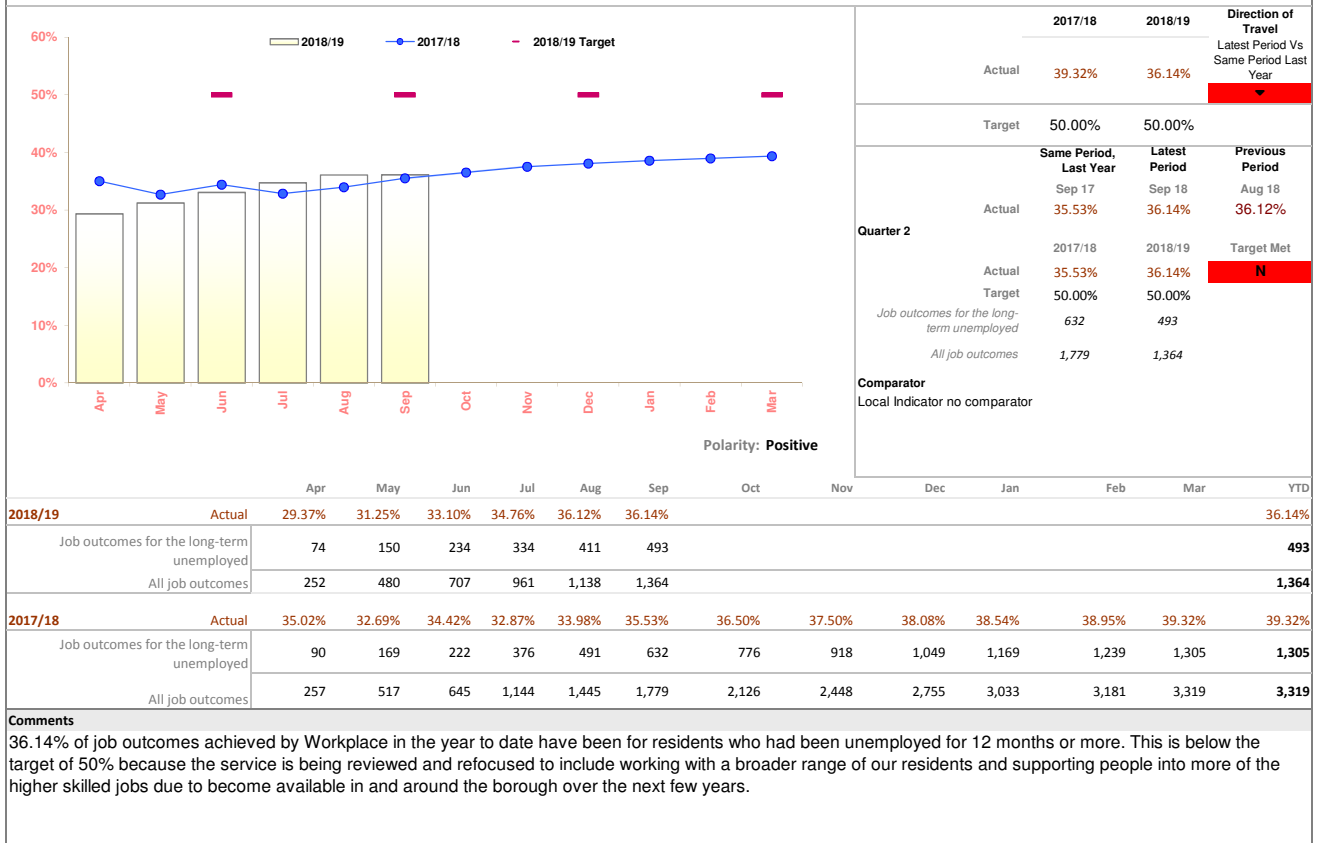 60%
50%
40%
30%
20%
10%
0%
2018/19
2017/18
2018/19 Target
Apr
May
Jun
Jul
Aug
Sep
Oct
Nov
Dec
Jan
Feb
Mar
Polarity: Positive
2017/18 2018/19 Direction of
Travel
Latest Period Vs
Same Period Last
Year
Actual 39.32% 36.14%
Target 50.00% 50.00%
Same Period, Latest Previous
Last Year Period Period
Sep 17 Sep 18 Aug 18
Actual 35.53% 36.14% 36.12%
Quarter 2
2017/18 2018/19 Target Met
Actual 35.53% 36.14% N
Target 50.00% 50.00%
Job outcomes for the long-
term unemployed 632 493
All job outcomes 1,779 1,364
Comparator
Local Indicator no comparator
Apr May Jun Jul Aug Sep Oct Nov Dec Jan Feb Mar YTD
2018/19 Actual 29.37% 31.25% 33.10% 34.76% 36.12% 36.14% 36.14%
Job outcomes for the long-term
unemployed 74 150 234 334 411 493 493
All job outcomes 252 480 707 961 1,138 1,364 1,364
2017/18 Actual 35.02% 32.69% 34.42% 32.87% 33.98% 35.53% 36.50% 37.50% 38.08% 38.54% 38.95% 39.32% 39.32%
Job outcomes for the long-term
unemployed 90 169 222 376 491 632 776 918 1,049 1,169 1,239 1,305 1,305
All job outcomes 257 517 645 1,144 1,445 1,779 2,126 2,448 2,755 3,033 3,181 3,319 3,319
Comments
36.14% of job outcomes achieved by Workplace in the year to date have been for residents who had been unemployed for 12 months or more. This is below the
target of 50% because the service is being reviewed and refocused to include working with a broader range of our residents and supporting people into more of the
higher skilled jobs due to become available in and around the borough over the next few years.